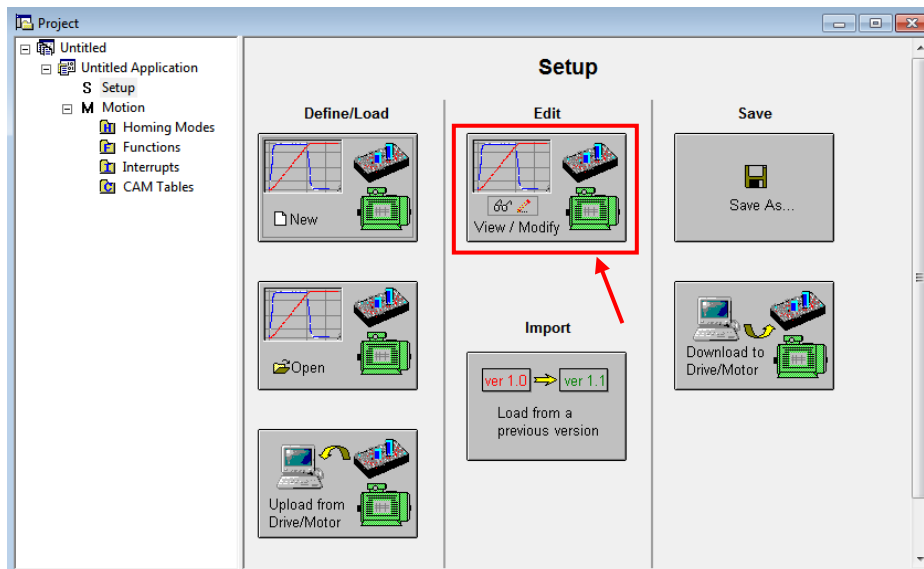 Project
Untitled
Untitled Application
S Setup
M Motion
H Homing Modes
F Functions
I Interrupts
C CAM Tables
Setup
Define/Load
New
Open
Upload from
Drive/Motor
Edit
View / Modify
Import
ver 1.0
ver 1.1
Load from a
previous version
Save
Save As...
Download to
Drive/Motor